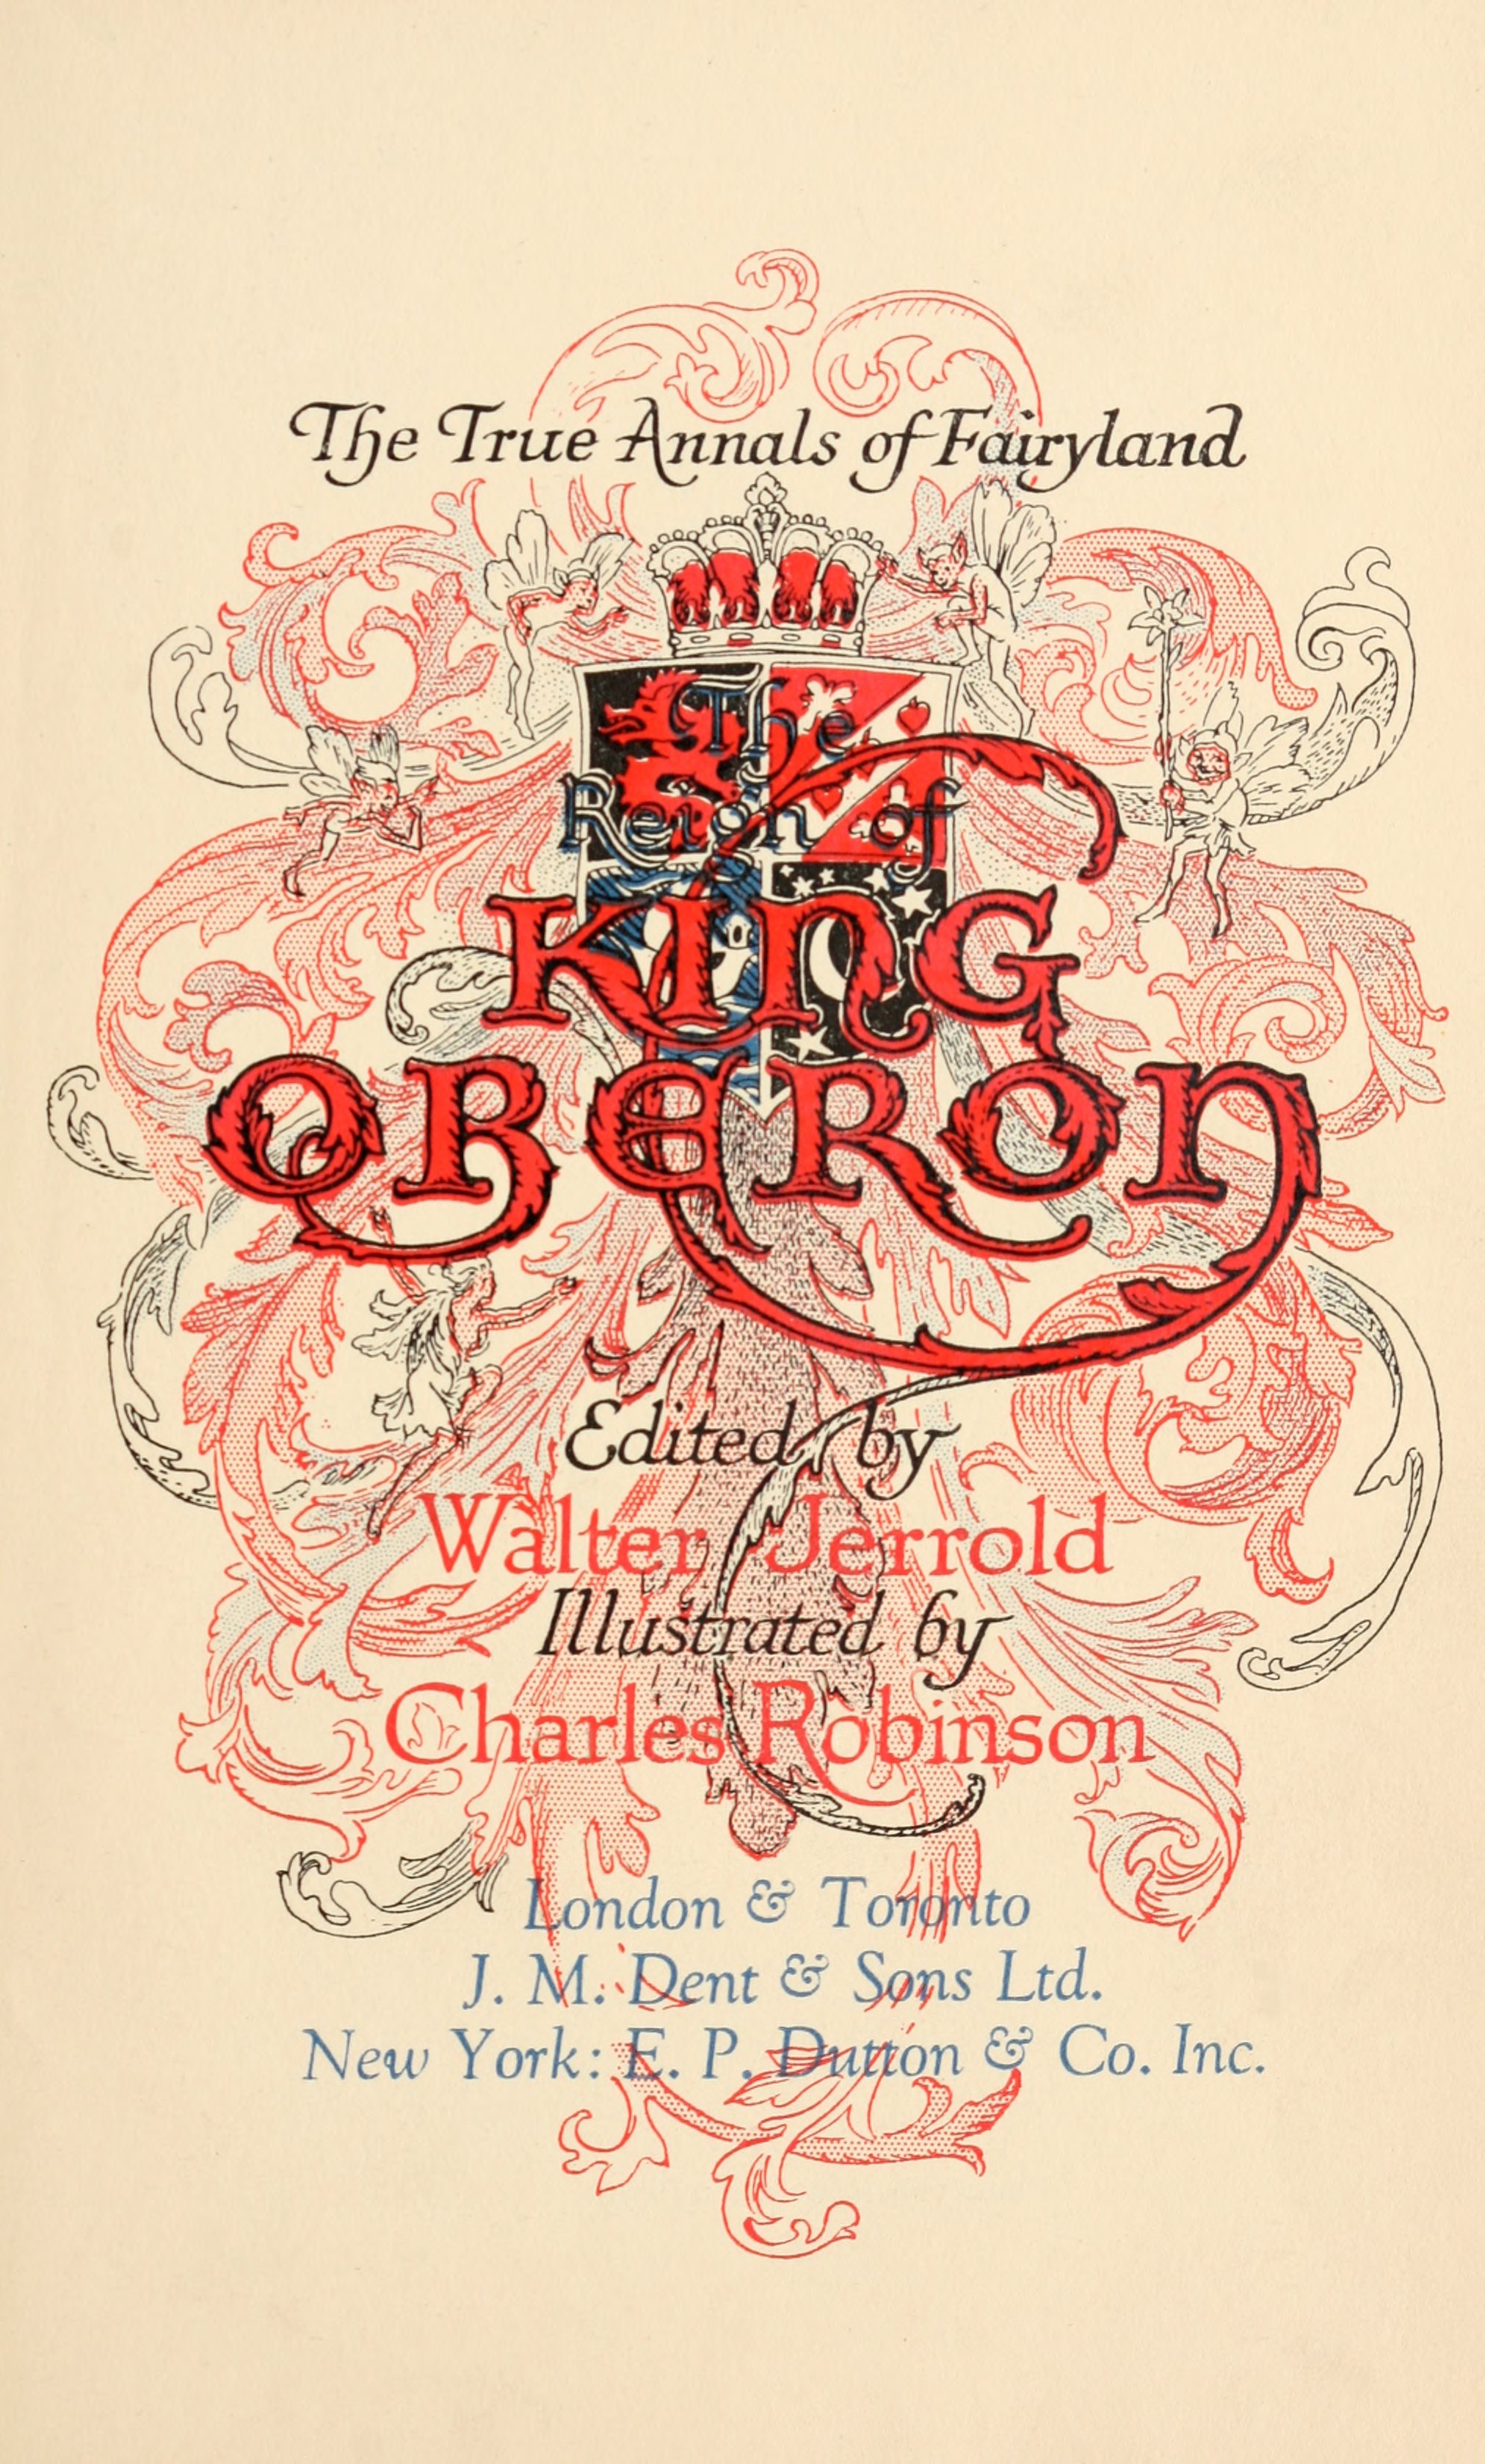 The True Annals of Fairyland
The
Reign of
KING
OBERON
Edited by
Walter Jerrold
Illustrated by
Charles Robinson
London & Toronto
J. M. Dent & Sons Ltd.
New York: E. P. Dutton & Co. Inc.